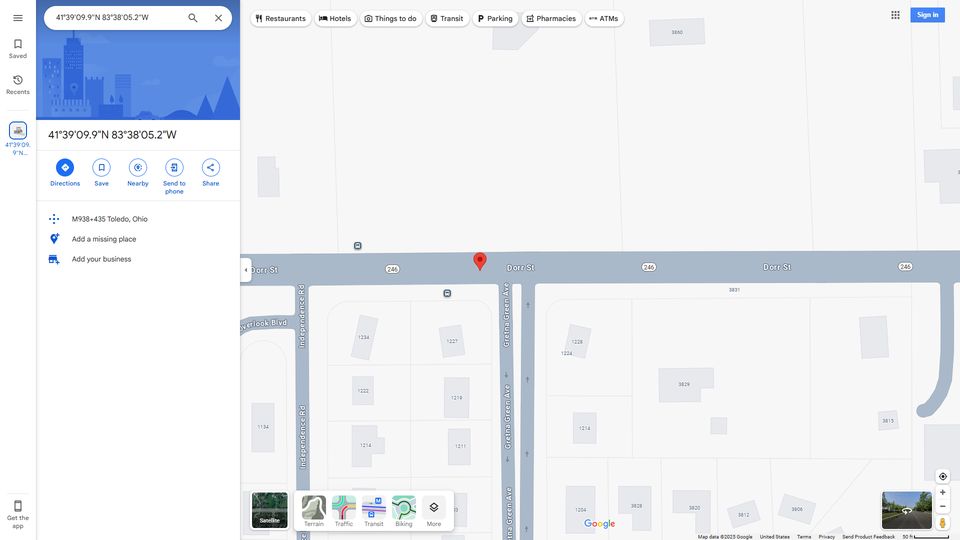 41°39'09.9"N 83°38'05.2"W
Restaurants
Hotels
Things to do
Transit
Parking
Pharmacies
ATMs
Sign in
Saved
Recents
41°39'09.
9"N...
Get the
app
41°39'09.9"N 83°38'05.2"W
Directions
Save
Nearby
Send to
phone
Share
M938+435 Toledo, Ohio
Add a missing place
Add your business
3860
Dorr St
246
Dorr St
246
Dorr St
246
3831
Independence Rd
Gretna Green Ave
1234
1227
1228
1224
1222
1219
3829
Gretna Green Ave
Independence Rd
1134
1214
1211
1214
3815
Gretna Green Ave
1204
3828
3820
3812
3806
Satellite
Terrain
Traffic
Transit
Biking
More
Google
Map data ©2025 Google
United States
Terms
Privacy
Send Product Feedback
50 ft